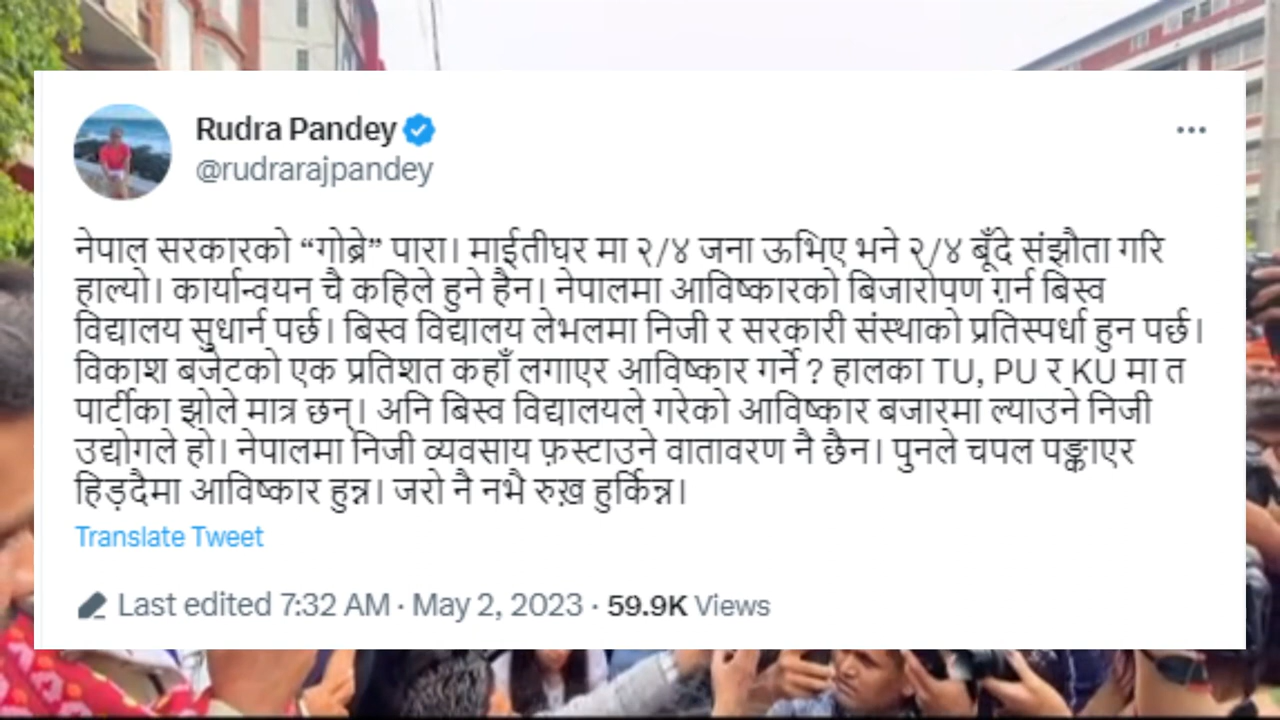 Rudra Pandey
@rudrarajpandey
नेपाल सरकारको “गोब्रे” पारा। माईतीघर मा २/४ जना ऊभिए भने २/४ बूँदे संझौता गरि
हाल्यो। कार्यान्वयन चै कहिले हुने हैन। नेपालमा आविष्कारको बिजारोपण ग़र्न बिस्व
विद्यालय सुधार्न पर्छ। बिस्व विद्यालय लेभलमा निजी र सरकारी संस्थाको प्रतिस्पर्धा हुन पर्छ।
विकाश बजेटको एक प्रतिशत कहाँ लगाएर आविष्कार गर्ने ? हालका TU, PU र KU मा त
पार्टीका झोले मात्र छन्। अनि बिस्व विद्यालयले गरेको आविष्कार बजारमा ल्याउने निजी
उद्योगले हो। नेपालमा निजी व्यवसाय फ़स्टाउने वातावरण नै छैन। पुनले चपल पङ्काएर
हिड़दैमा आविष्कार हुन्न। जरो नै नभै रुख़ हुर्किन्न।
Translate Tweet
Last edited 7:32 AM · May 2, 2023 · 59.9K Views